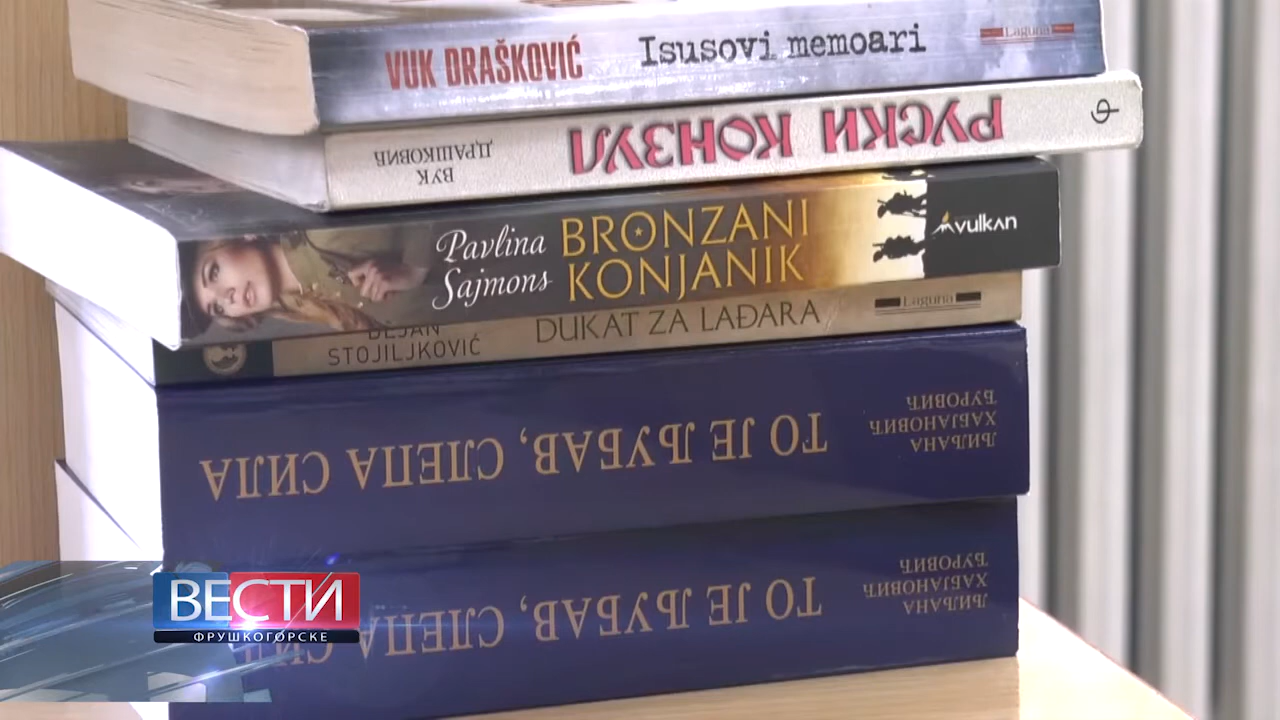 VUK DRAŠKOVIĆ Isusovi memoari Laguna
ВУК ДРАШКОВИЋ РУСКИ КОНЗУЛ
Pavlina Sajmons
BRONZANI KONJANIK
vulkan
DEJAN STOJILJKOVIĆ
DUKAT ZA LAĐARA
Laguna
ЉИЉАНА
ХАБЈАНОВИЋ
ЂУРОВИЋ
ТО ЈЕ ЉУБАВ, СЛЕПА СИЛА
ЉИЉАНА
ХАБЈАНОВИЋ
ЂУРОВИЋ
ТО ЈЕ ЉУБАВ, СЛЕПА СИЛА
ВЕСТИ
ФРУШКОГОРСКЕ